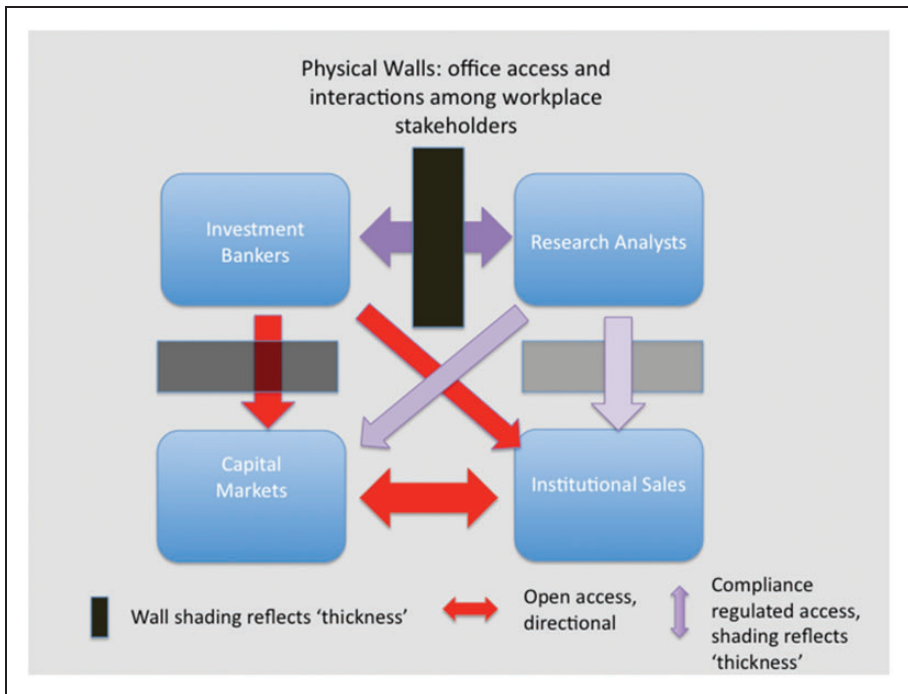 Physical Walls: office access and
interactions among workplace
stakeholders
Investment
Bankers
Research Analysts
Capital
Markets
Institutional Sales
Wall shading reflects ‘thickness’
Open access,
directional
Compliance
regulated access,
shading reflects
‘thickness’